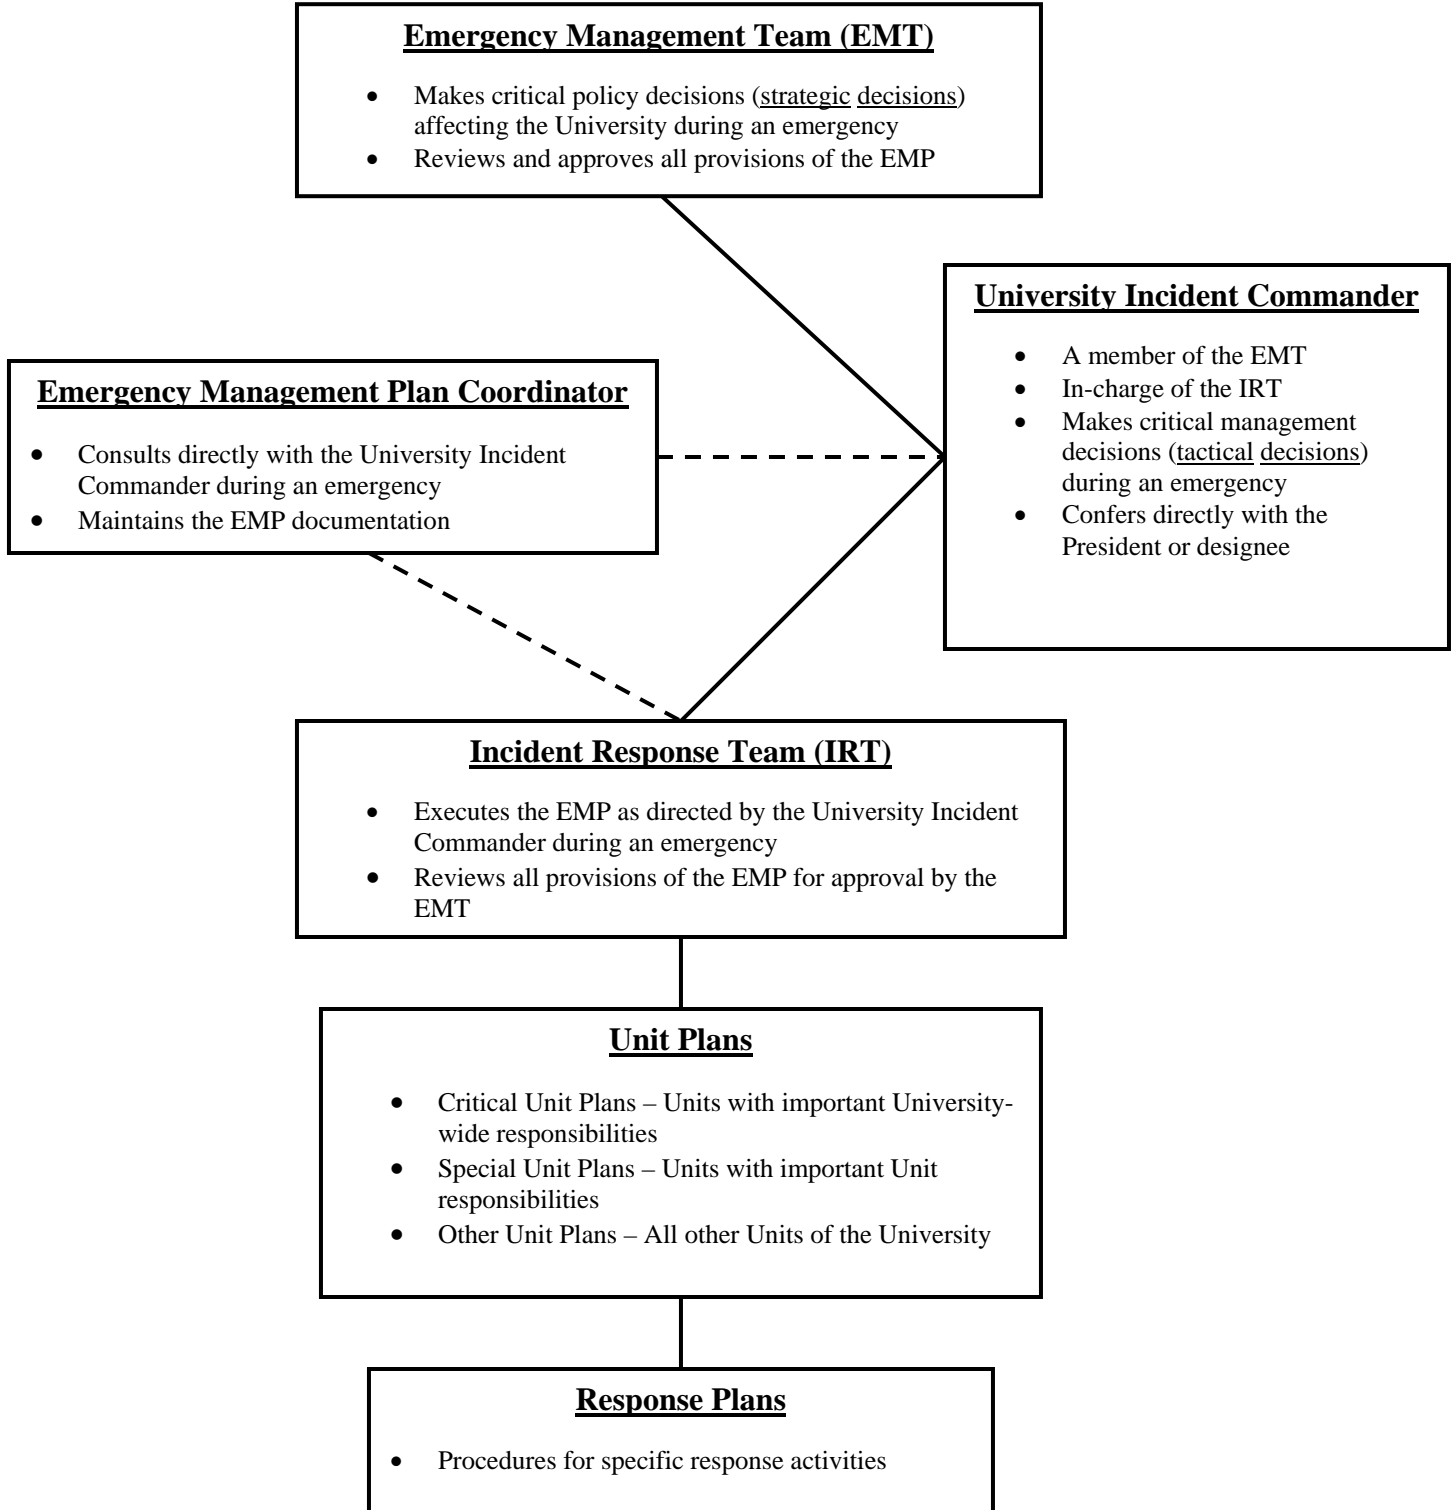 Emergency Management Team (EMT)
• Makes critical policy decisions (strategic decisions)
affecting the University during an emergency
• Reviews and approves all provisions of the EMP
University Incident Commander
• A member of the EMT
• In-charge of the IRT
• Makes critical management
decisions (tactical decisions)
during an emergency
• Confers directly with the
President or designee
Emergency Management Plan Coordinator
• Consults directly with the University Incident
Commander during an emergency
• Maintains the EMP documentation
Incident Response Team (IRT)
• Executes the EMP as directed by the University Incident
Commander during an emergency
• Reviews all provisions of the EMP for approval by the
EMT
Unit Plans
• Critical Unit Plans – Units with important University-
wide responsibilities
• Special Unit Plans – Units with important Unit
responsibilities
• Other Unit Plans – All other Units of the University
Response Plans
• Procedures for specific response activities